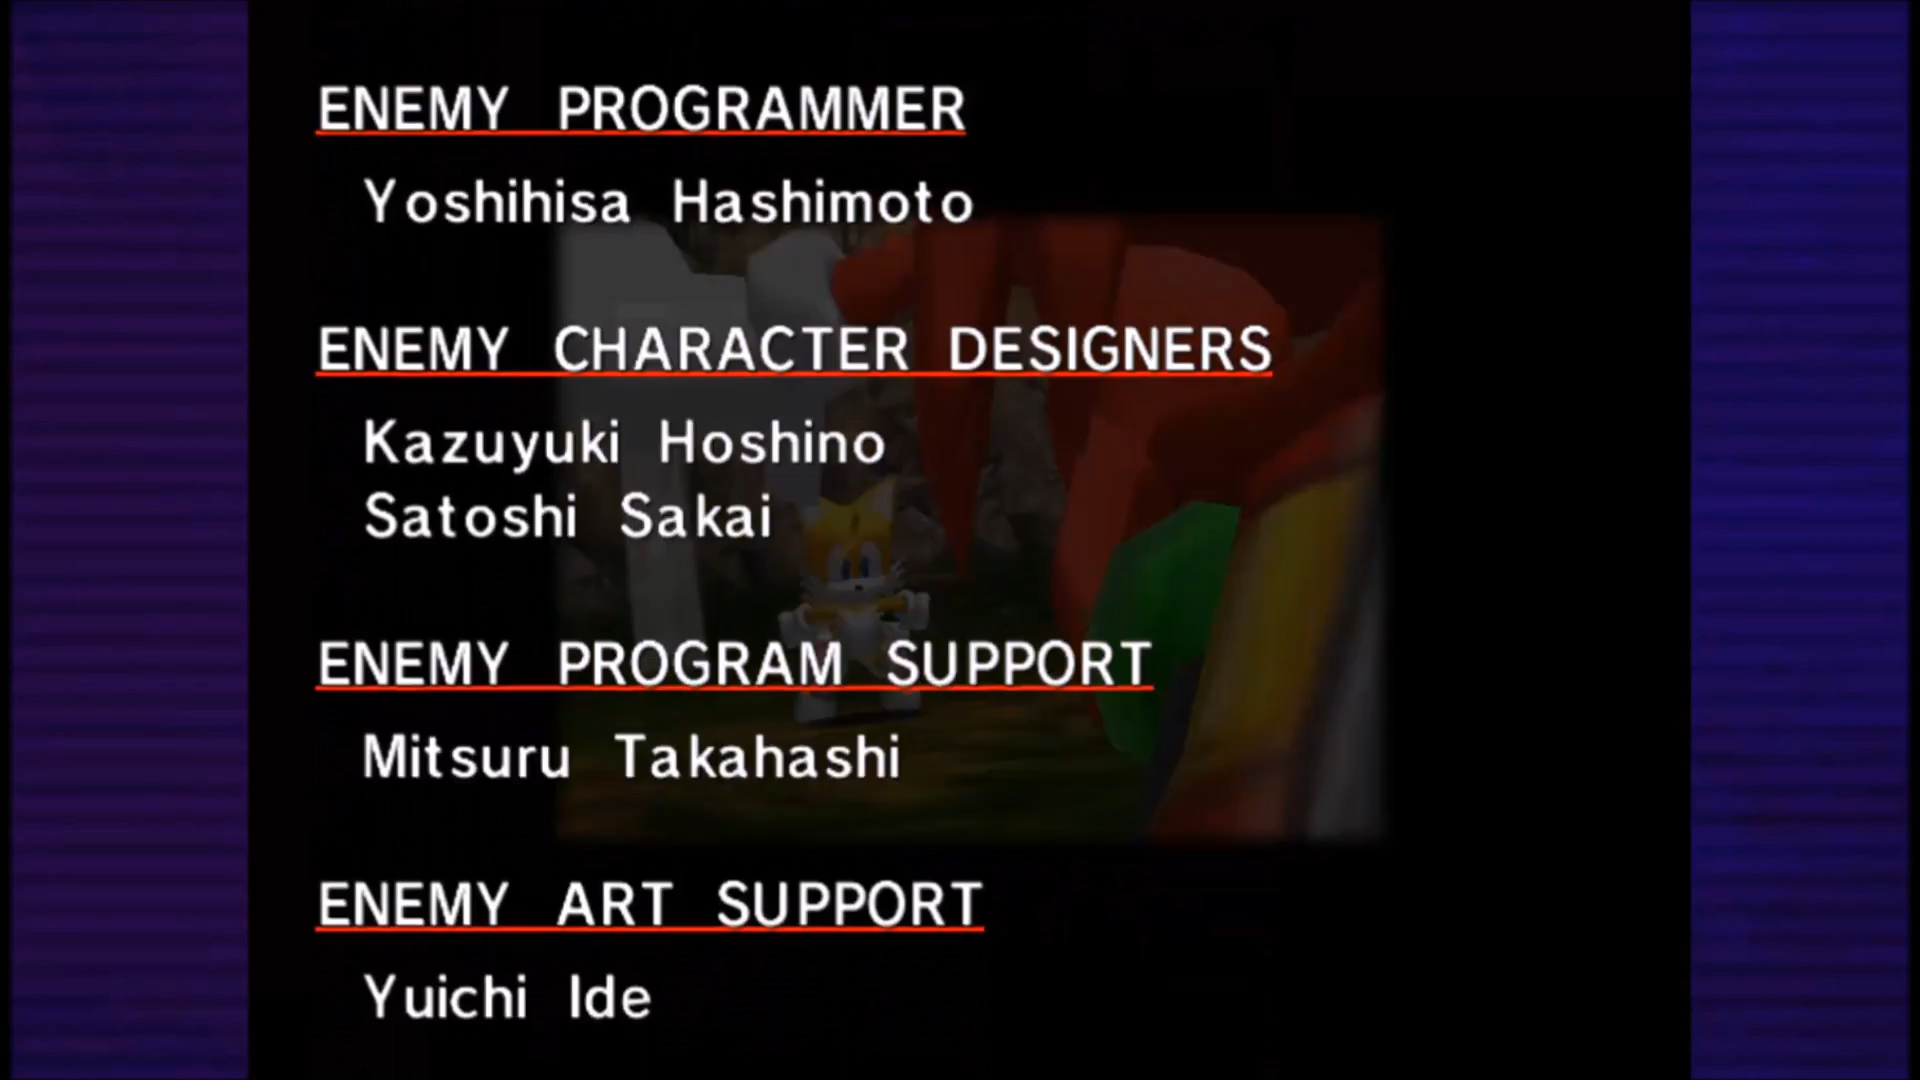 ENEMY PROGRAMMER
Yoshihisa Hashimoto
ENEMY CHARACTER DESIGNERS
Kazuyuki Hoshino
Satoshi Sakai
ENEMY PROGRAM SUPPORT
Mitsuru Takahashi
ENEMY ART SUPPORT
Yuichi Ide